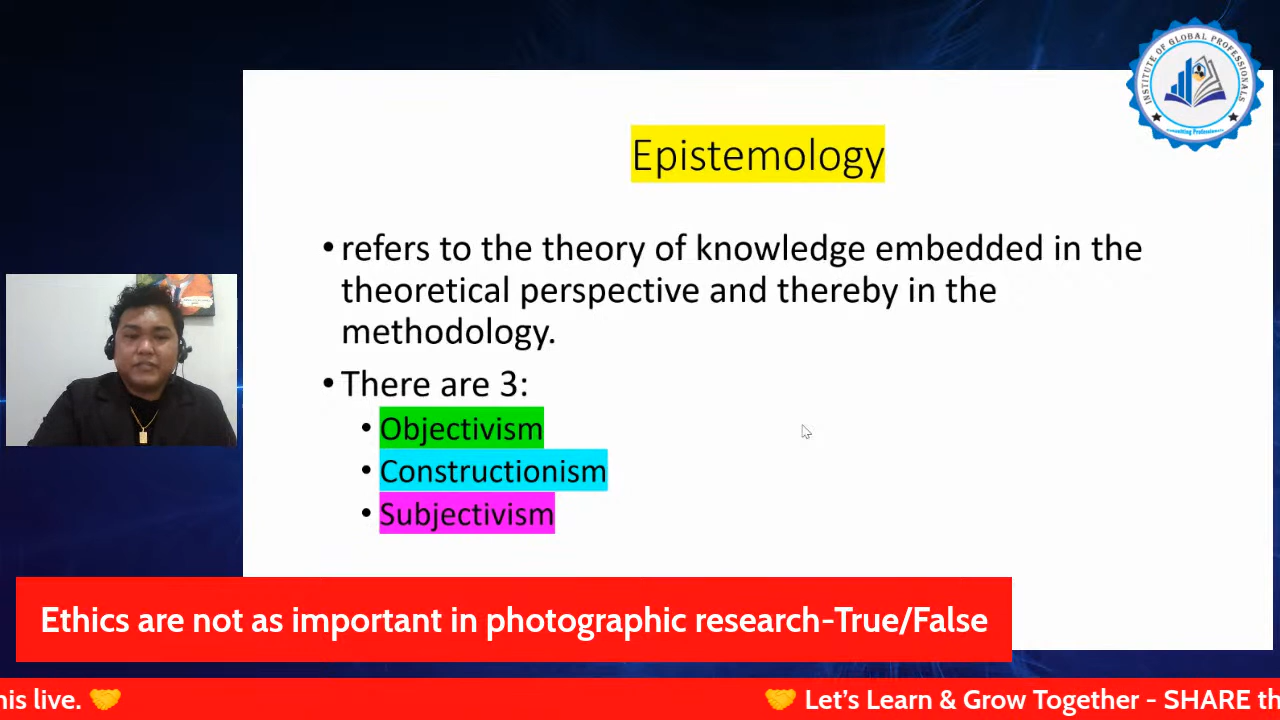 INSTITUTE OF GLOBAL PROFESSIONALS
Epistemology
• refers to the theory of knowledge embedded in the
theoretical perspective and thereby in the
methodology.
• There are 3:
• Objectivism
• Constructionism
• Subjectivism
Ethics are not as important in photographic research-True/False
his live. 🤝 🤝 Let's Learn & Grow Together - SHARE th